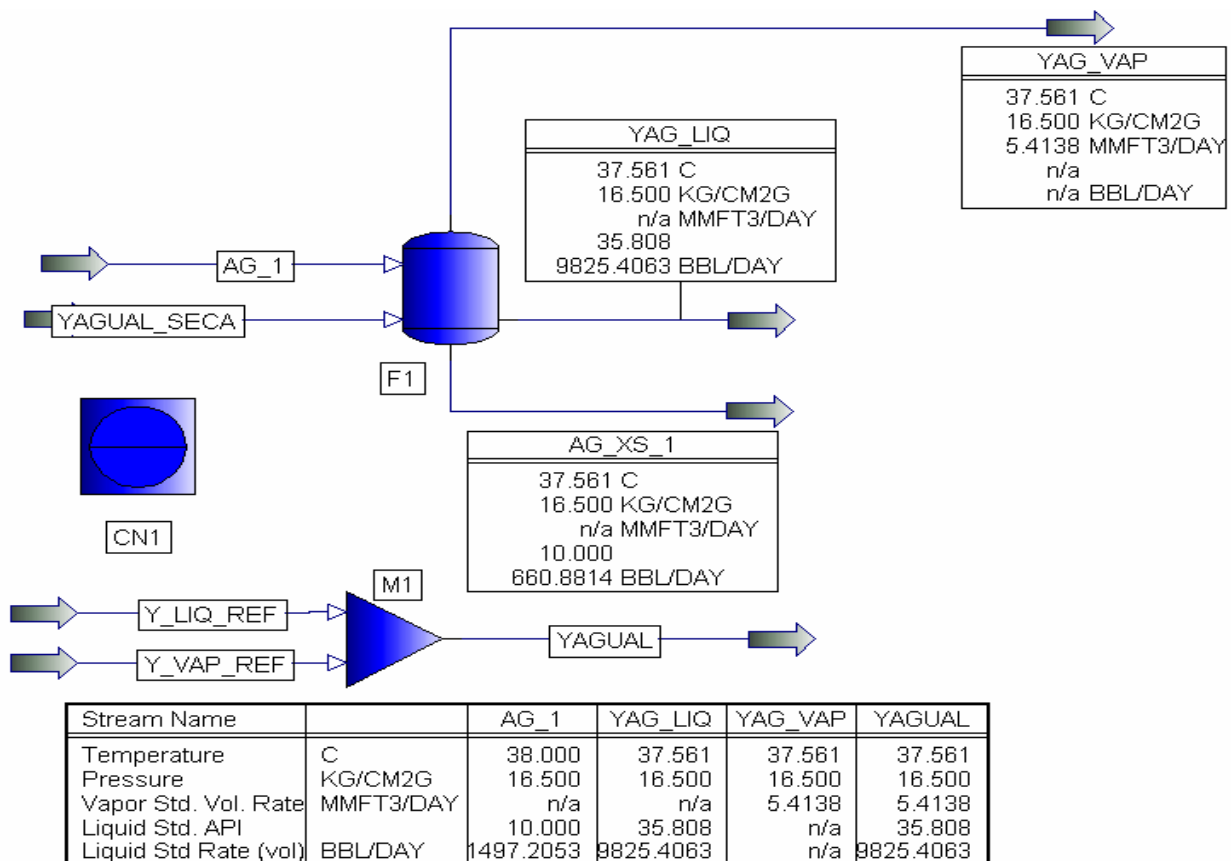 YAG_VAP
37.561 C
16.500 KG/CM2G
5.4138 MMFT3/DAY
n/a
n/a BBL/DAY
YAG_LIQ
37.561 C
16.500 KG/CM2G
n/a MMFT3/DAY
35.808
9825.4063 BBL/DAY
AG_1
YAGUAL_SECA
F1
AG_XS_1
37.561 C
16.500 KG/CM2G
n/a MMFT3/DAY
10.000
660.8814 BBL/DAY
CN1
M1
Y_LIQ_REF
YAGUAL
Y_VAP_REF
Stream Name AG_1 YAG_LIQ YAG_VAP YAGUAL
Temperature C 38.000 37.561 37.561 37.561
Pressure KG/CM2G 16.500 16.500 16.500 16.500
Vapor Std. Vol. Rate MMFT3/DAY n/a n/a 5.4138 5.4138
Liquid Std. API 10.000 35.808 n/a 35.808
Liquid Std Rate (vol) BBL/DAY 1497.2053 9825.4063 n/a 9825.4063